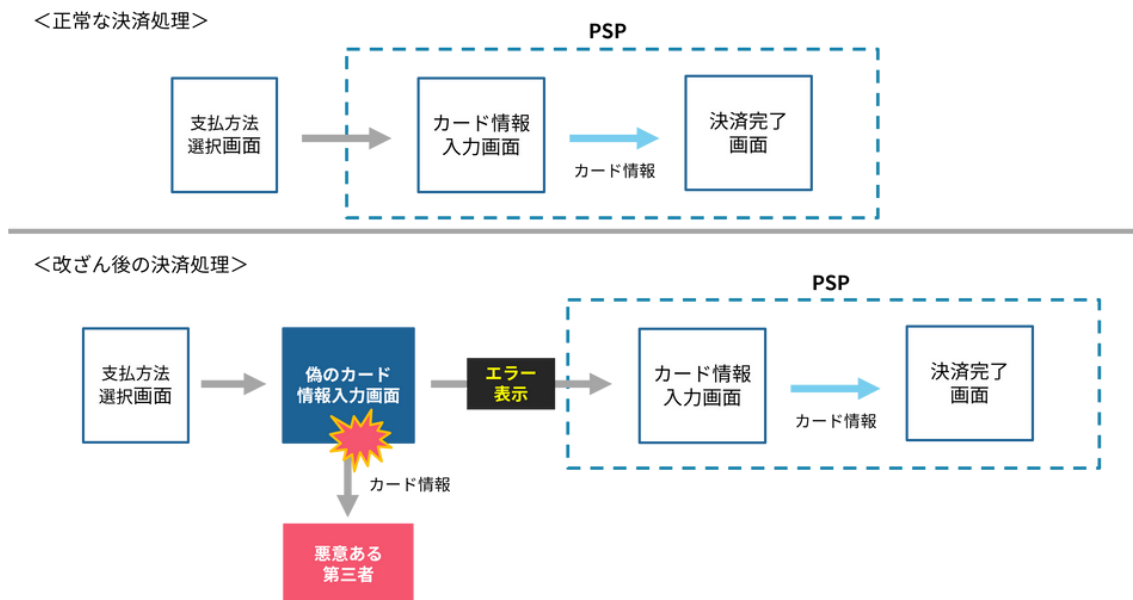 ＜正常な決済処理＞
PSP
支払方法
選択画面
カード情報
入力画面
カード情報
決済完了
画面
＜改ざん後の決済処理＞
PSP
支払方法
選択画面
偽のカード
情報入力画面
エラー
表示
カード情報
入力画面
カード情報
決済完了
画面
カード情報
悪意ある
第三者